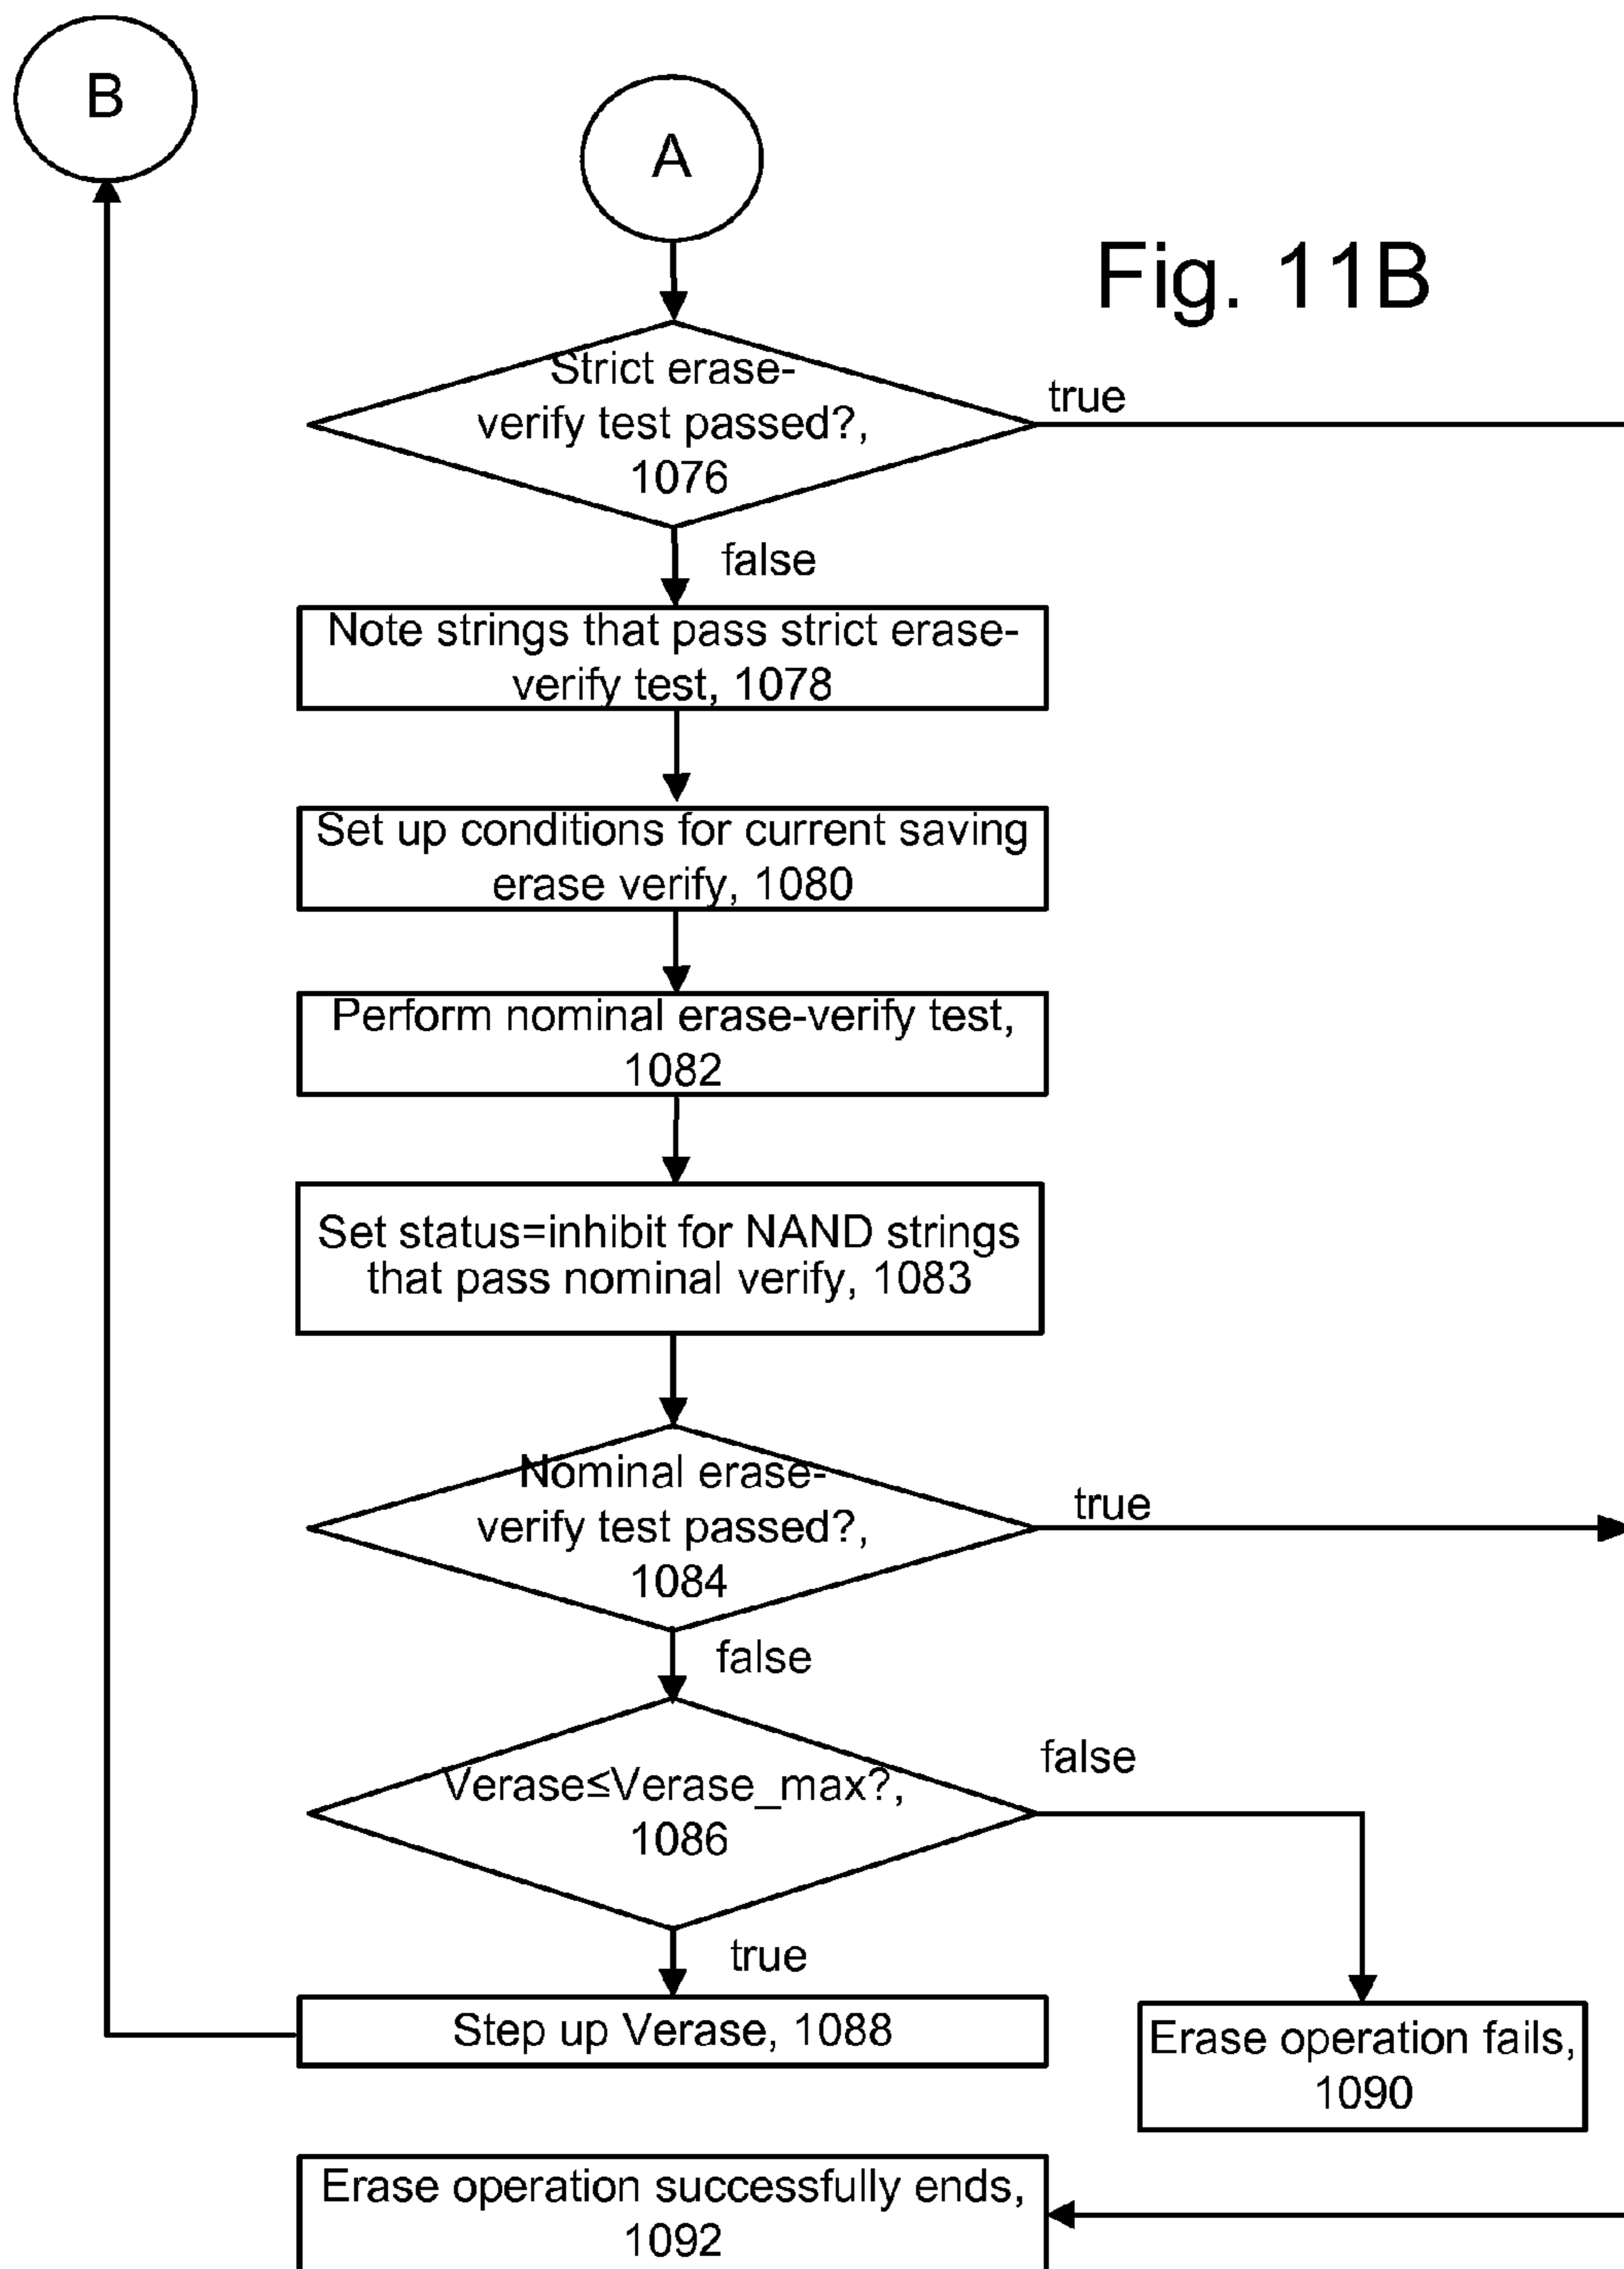 B
A
Fig. 11B
Strict erase-
verify test passed?,
1076
true
false
Note strings that pass strict erase-
verify test, 1078
Set up conditions for current saving
erase verify, 1080
Perform nominal erase-verify test,
1082
Set status=inhibit for NAND strings
that pass nominal verify, 1083
Nominal erase-
verify test passed?,
1084
true
false
Verase≤Verase_max?,
1086
false
true
Step up Verase, 1088
Erase operation fails,
1090
Erase operation successfully ends,
1092